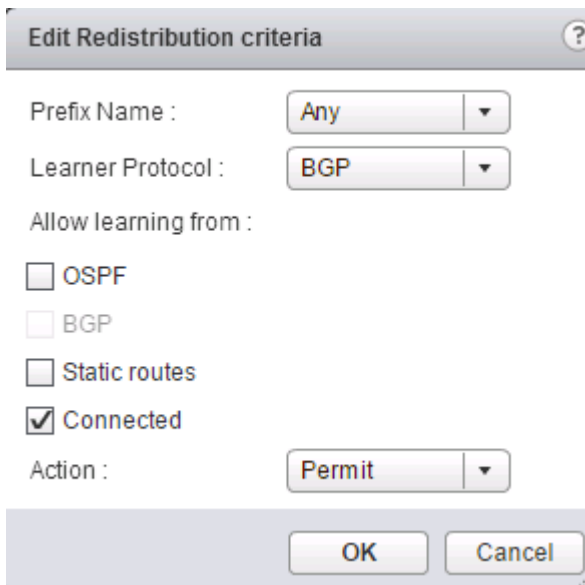 Edit Redistribution criteria ?
Prefix Name : Any
Learner Protocol : BGP
Allow learning from :
OSPF
BGP
Static routes
Connected
Action : Permit
OK Cancel